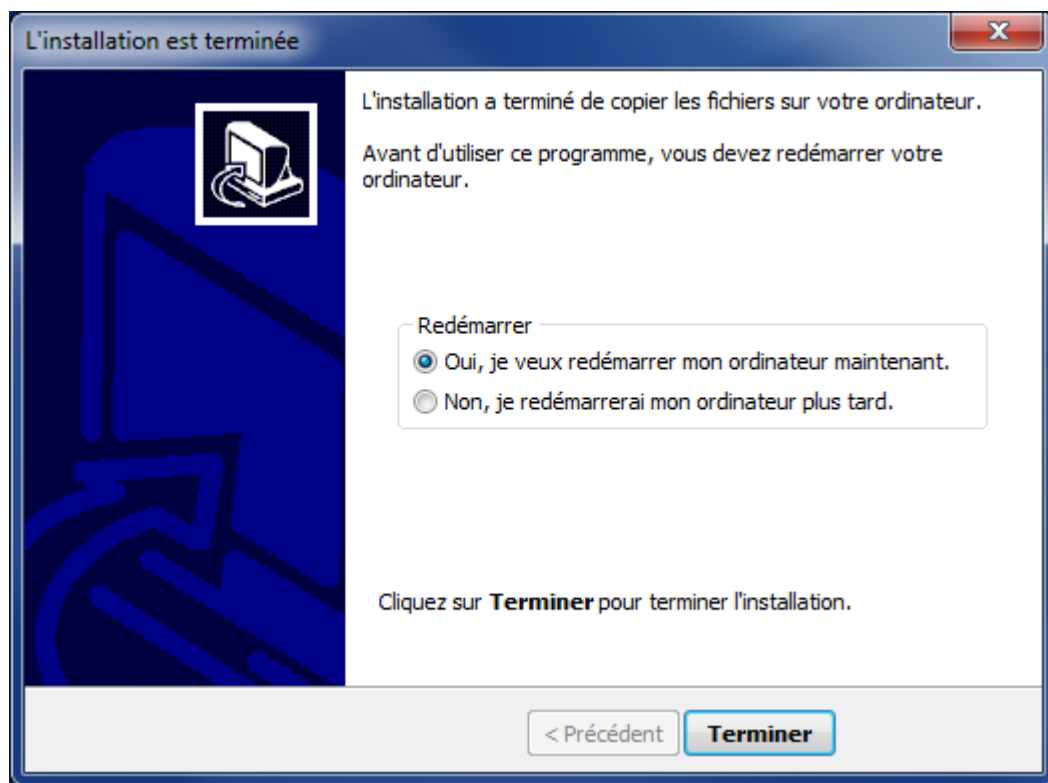 L'installation est terminée
L'installation a terminé de copier les fichiers sur votre ordinateur.
Avant d'utiliser ce programme, vous devez redémarrer votre
ordinateur.
Redémarrer
Oui, je veux redémarrer mon ordinateur maintenant.
Non, je redémarrerai mon ordinateur plus tard.
Cliquez sur Terminer pour terminer l'installation.
< Précédent
Terminer